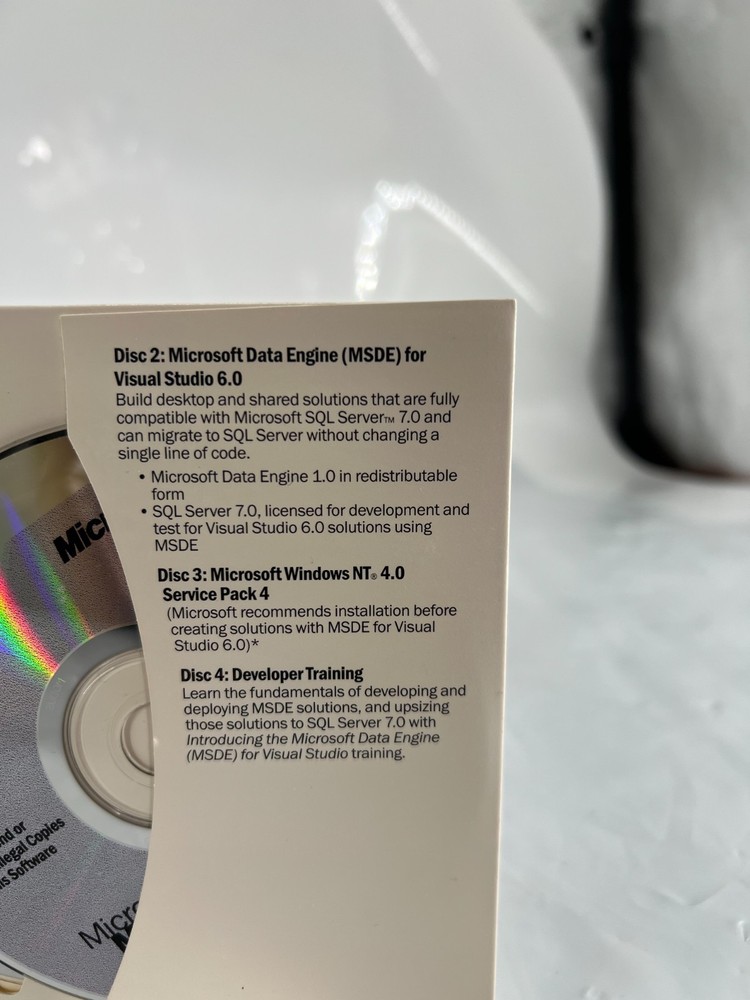 Disc 2: Microsoft Data Engine (MSDE) for
Visual Studio 6.0
Build desktop and shared solutions that are fully
compatible with Microsoft SQL Server™ 7.0 and
can migrate to SQL Server without changing a
single line of code.
• Microsoft Data Engine 1.0 in redistributable
form
• SQL Server 7.0, licensed for development and
test for Visual Studio 6.0 solutions using
MSDE
Disc 3: Microsoft Windows NT® 4.0
Service Pack 4
(Microsoft recommends installation before
creating solutions with MSDE for Visual
Studio 6.0)*
Disc 4: Developer Training
Learn the fundamentals of developing and
deploying MSDE solutions, and upsizing
those solutions to SQL Server 7.0 with
Introducing the Microsoft Data Engine
(MSDE) for Visual Studio training.
Mic
or
Copies
Software
Micr